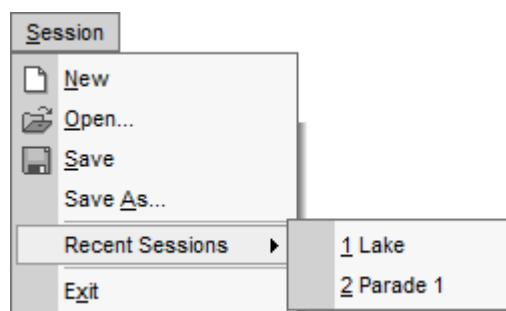 Session
New
Open...
Save
Save As...
Recent Sessions
1 Lake
2 Parade 1
Exit